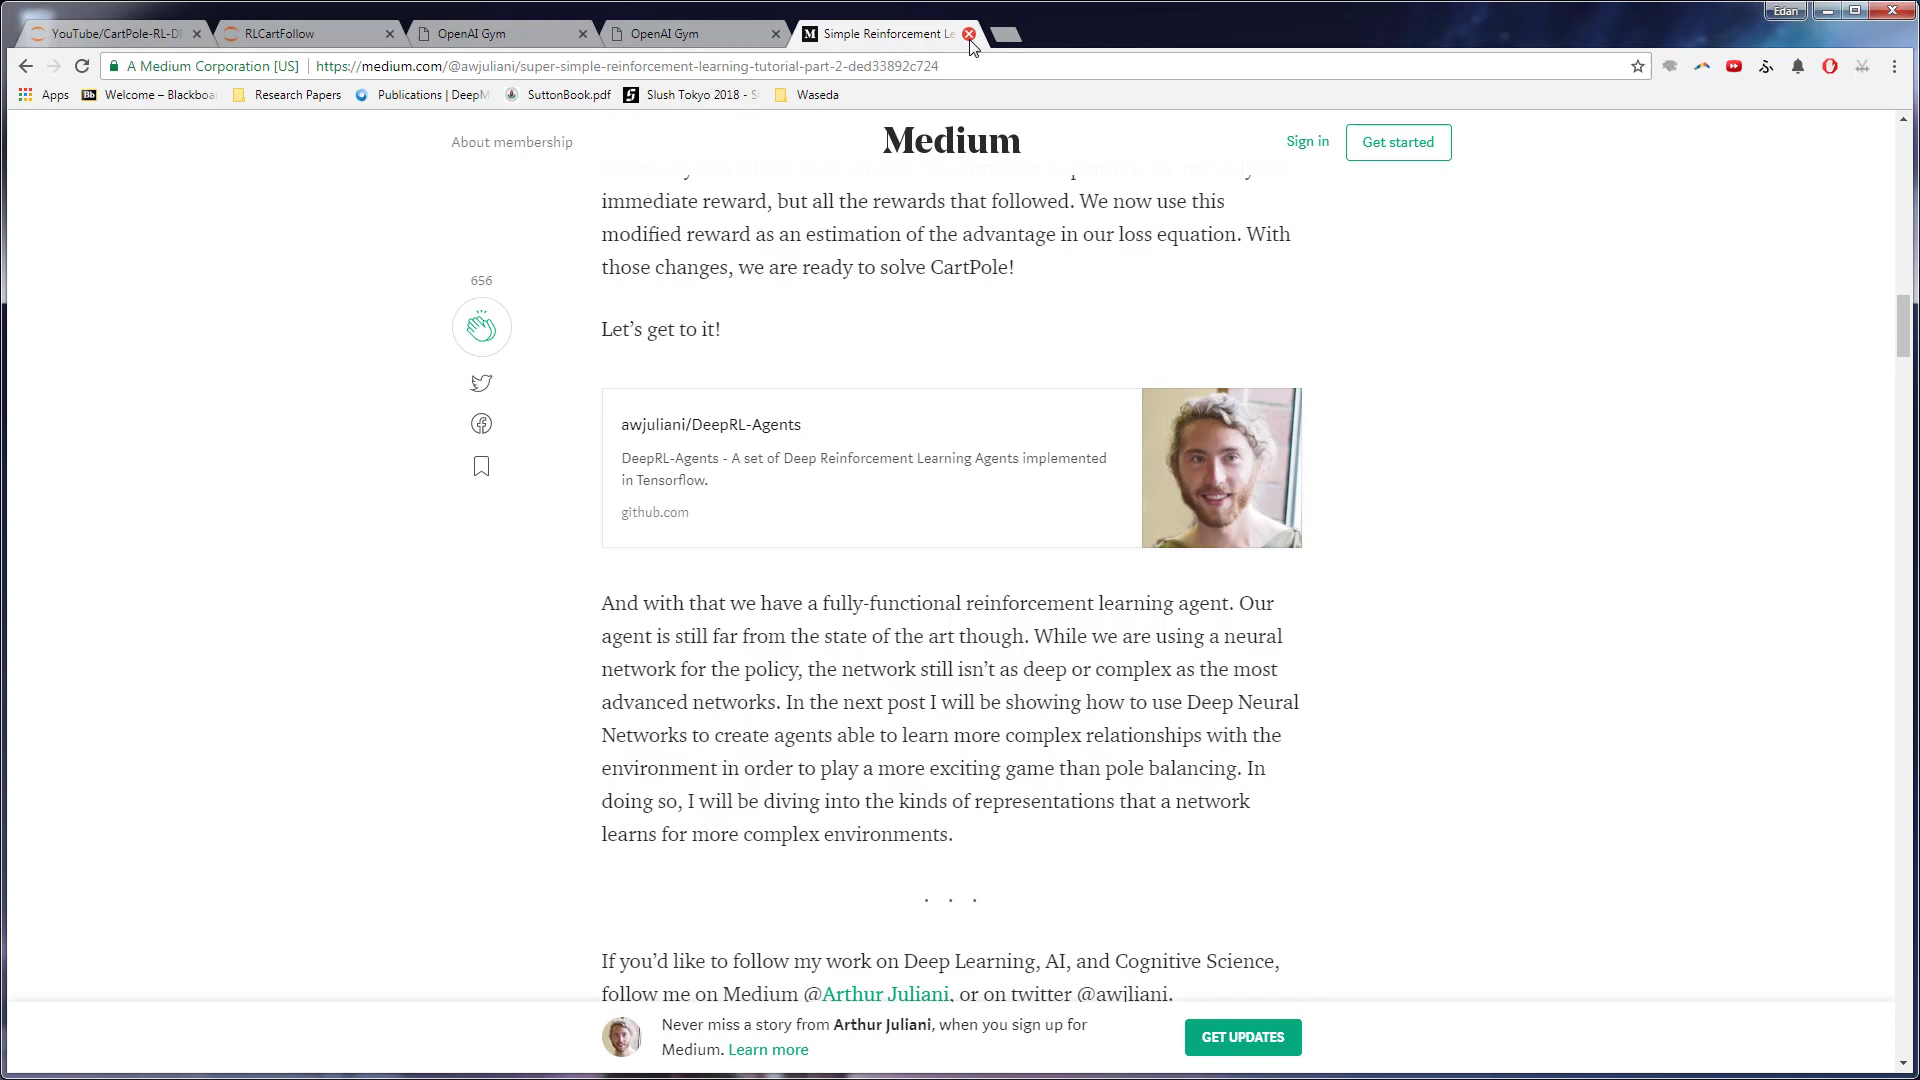 Edan
YouTube/CartPole-RL-D
RLCartFollow
OpenAI Gym
OpenAI Gym
M Simple Reinforcement Le
A Medium Corporation [US] | https://medium.com/@awjuliani/super-simple-reinforcement-learning-tutorial-part-2-ded33892c724
Apps Bb Welcome – Blackboa Research Papers Publications | DeepM SuttonBook.pdf Slush Tokyo 2018 - S Waseda
About membership
Medium
Sign in
Get started
immediate reward, but all the rewards that followed. We now use this
modified reward as an estimation of the advantage in our loss equation. With
those changes, we are ready to solve CartPole!
656
Let’s get to it!
awjuliani/DeepRL-Agents
DeepRL-Agents - A set of Deep Reinforcement Learning Agents implemented
in Tensorflow.
github.com
And with that we have a fully-functional reinforcement learning agent. Our
agent is still far from the state of the art though. While we are using a neural
network for the policy, the network still isn’t as deep or complex as the most
advanced networks. In the next post I will be showing how to use Deep Neural
Networks to create agents able to learn more complex relationships with the
environment in order to play a more exciting game than pole balancing. In
doing so, I will be diving into the kinds of representations that a network
learns for more complex environments.
. . .
If you’d like to follow my work on Deep Learning, AI, and Cognitive Science,
follow me on Medium @Arthur Juliani, or on twitter @awjliani.
Never miss a story from Arthur Juliani, when you sign up for
Medium. Learn more
GET UPDATES